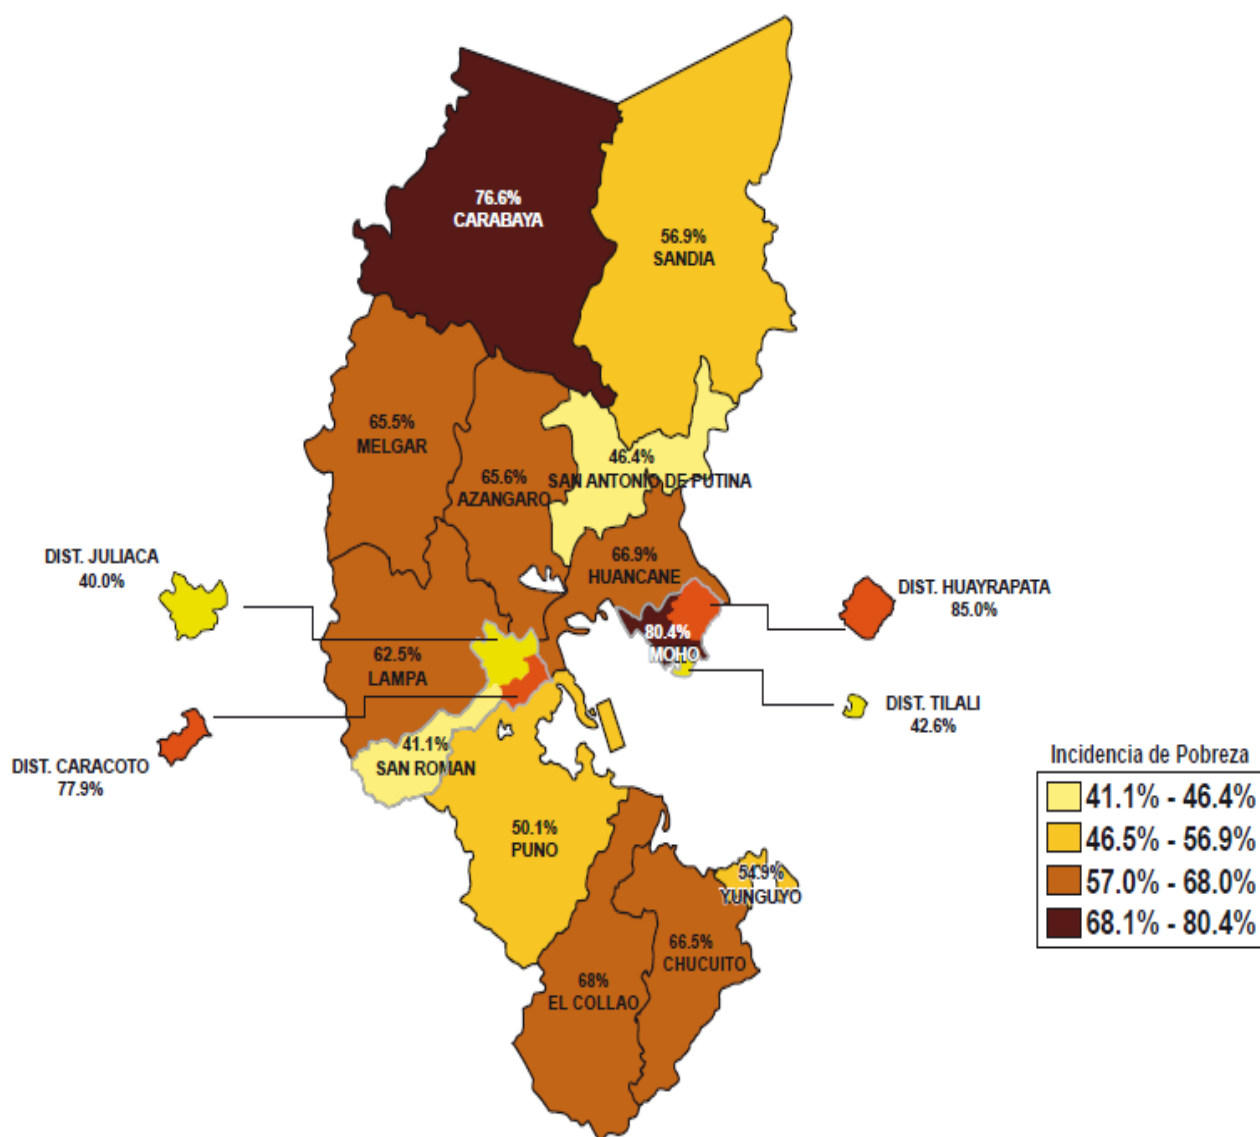 76.6%
CARABAYA
56.9%
SANDIA
65.5%
MELGAR
65.6%
AZANGARO
46.4%
SAN ANTONIO DE PUTINA
DIST. JULIACA
40.0%
66.9%
HUANCANE
DIST. HUAYRAPATA
85.0%
80.4%
MOHO
62.5%
LAMPA
DIST. TILALI
42.6%
DIST. CARACOTO
77.9%
41.1%
SAN ROMAN
50.1%
PUNO
54.9%
YUNGUYO
66.5%
CHUCUITO
68%
EL COLLAO
Incidencia de Pobreza
41.1% - 46.4%
46.5% - 56.9%
57.0% - 68.0%
68.1% - 80.4%